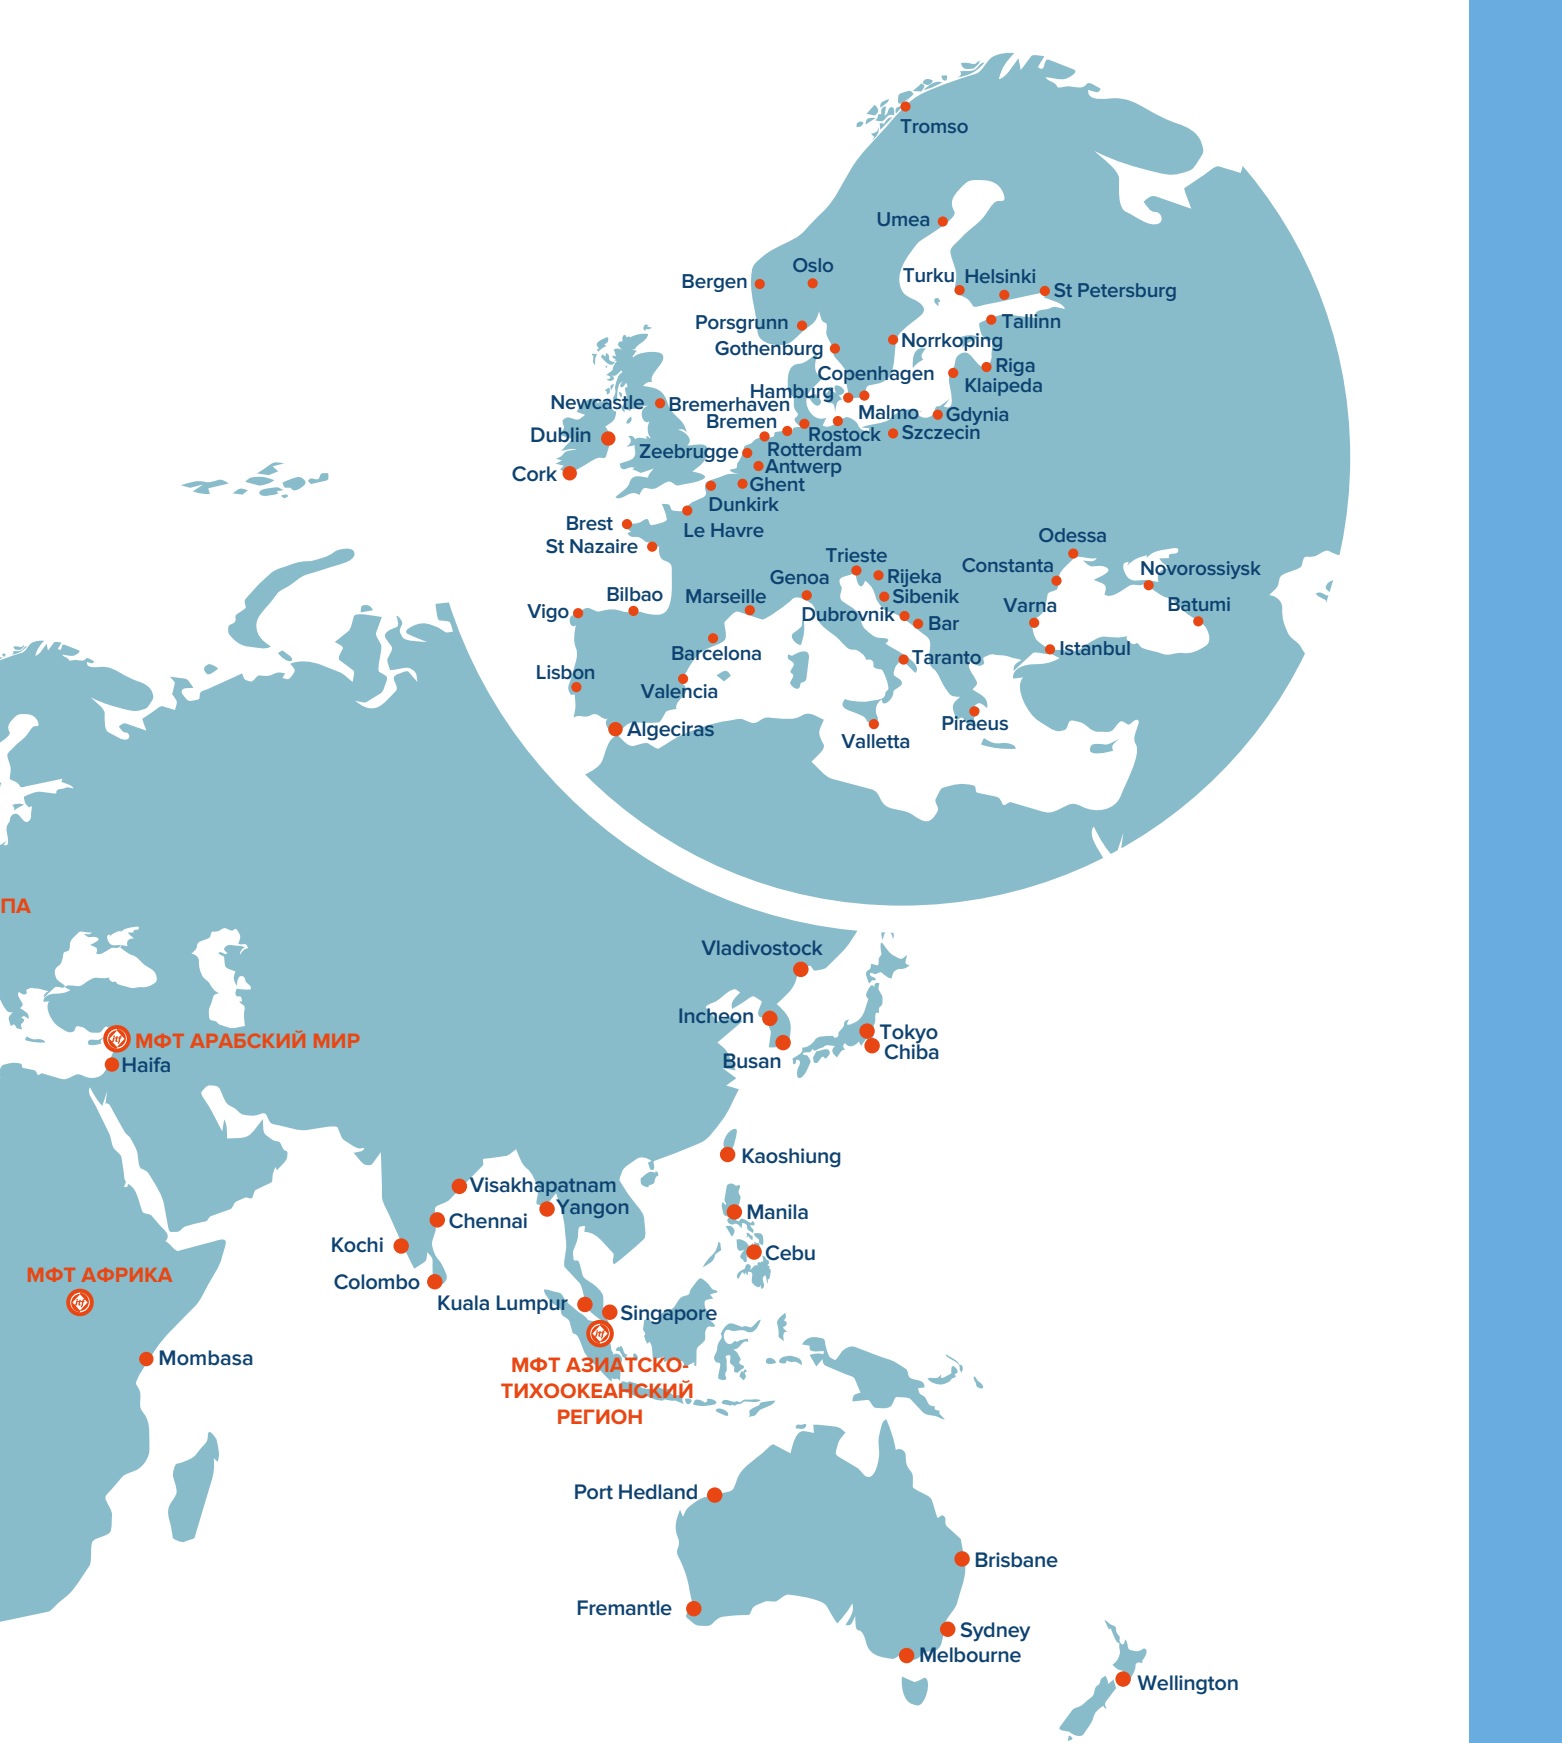 Tromso
Umea
Oslo
Bergen
Turku
Helsinki
St Petersburg
Porsgrunn
Tallinn
Gothenburg
Norrkoping
Copenhagen
Riga
Klaipeda
Hamburg
Newcastle
Bremerhaven
Malmo
Gdynia
Bremen
Rostock
Szczecin
Dublin
Zeebrugge
Rotterdam
Antwerp
Cork
Ghent
Dunkirk
Brest
Le Havre
St Nazaire
Odessa
Trieste
Constanta
Novorossiysk
Genoa
Rijeka
Bilbao
Marseille
Sibenik
Varna
Batumi
Vigo
Dubrovnik
Bar
Istanbul
Barcelona
Taranto
Lisbon
Valencia
Piraeus
Algeciras
Valletta
ПА
Vladivostock
Incheon
Tokyo
Chiba
Busan
МФТ АРАБСКИЙ МИР
Haifa
Kaoshiung
Visakhapatnam
Yangon
Manila
Chennai
Kochi
Cebu
МФТ АФРИКА
Colombo
Kuala Lumpur
Singapore
Mombasa
МФТ АЗИАТСКО-
ТИХООКЕАНСКИЙ
РЕГИОН
Port Hedland
Brisbane
Fremantle
Sydney
Melbourne
Wellington